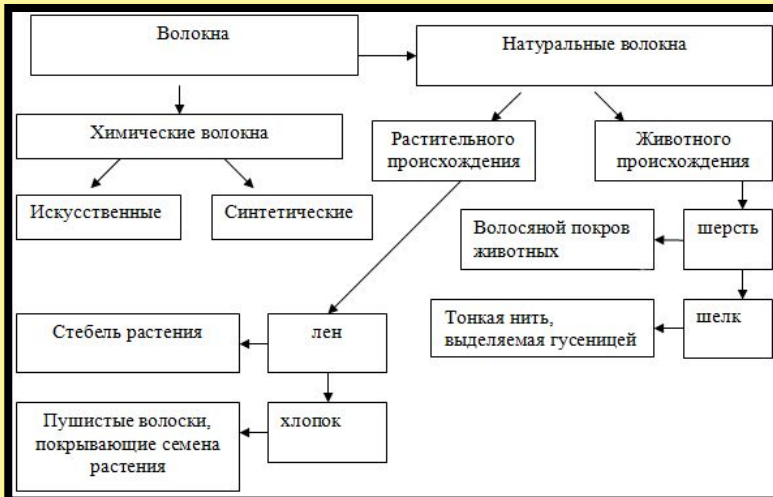 Волокна
Натуральные волокна
Химические волокна
Растительного
происхождения
Животного
происхождения
Искусственные
Синтетические
Волосяной покров
животных
шерсть
Стебель растения
лен
Тонкая нить,
выделяемая гусеницей
шелк
Пушистые волоски,
покрывающие семена
растения
хлопок